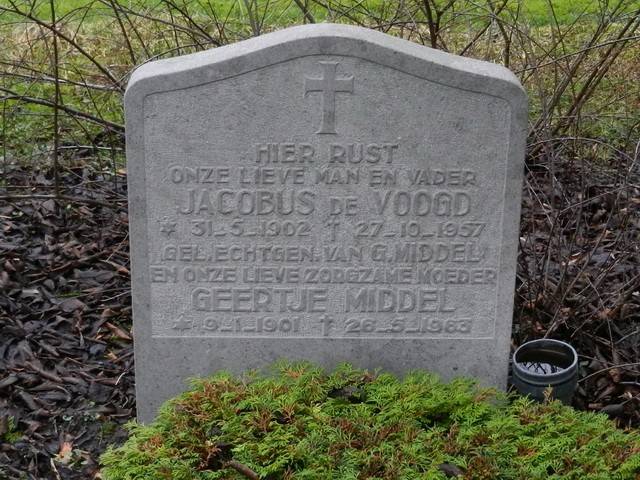 HIER RUST
ONZE LIEVE MAN EN VADER
JACOBUS DE VOOGD
* 31-5-1902 † 27-10-1957
GEL. ECHTGEN. VAN G. MIDDEL
EN ONZE LIEVE ZORGZAME MOEDER
GEERTJE MIDDEL
* 9-1-1901 † 26-5-1963